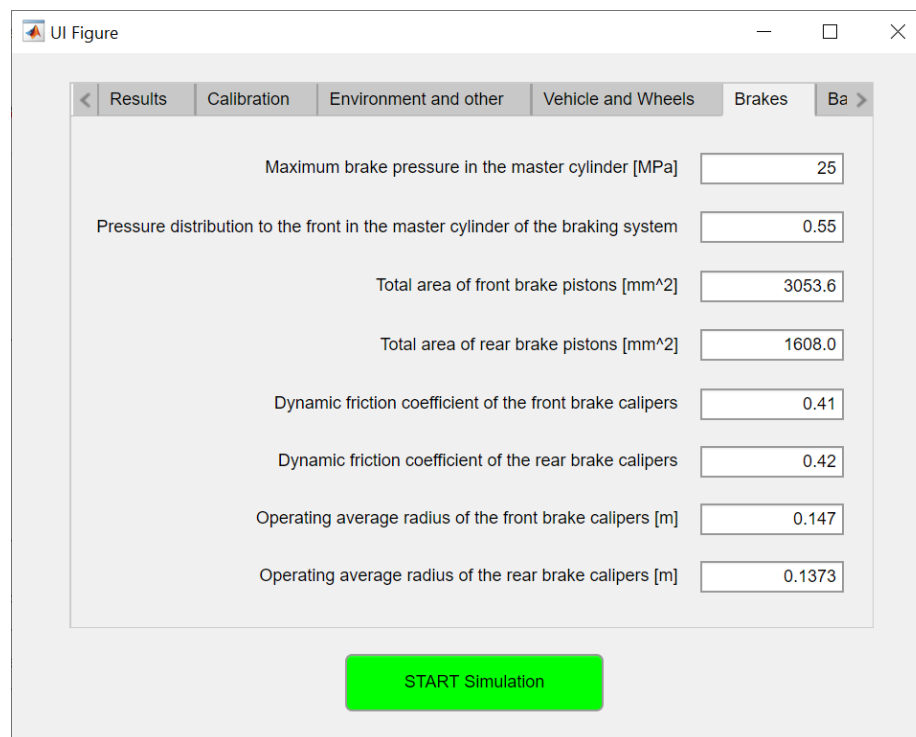 UI Figure
Results Calibration Environment and other Vehicle and Wheels Brakes Ba
Maximum brake pressure in the master cylinder [MPa] 25
Pressure distribution to the front in the master cylinder of the braking system 0.55
Total area of front brake pistons [mm^2] 3053.6
Total area of rear brake pistons [mm^2] 1608.0
Dynamic friction coefficient of the front brake calipers 0.41
Dynamic friction coefficient of the rear brake calipers 0.42
Operating average radius of the front brake calipers [m] 0.147
Operating average radius of the rear brake calipers [m] 0.1373
START Simulation